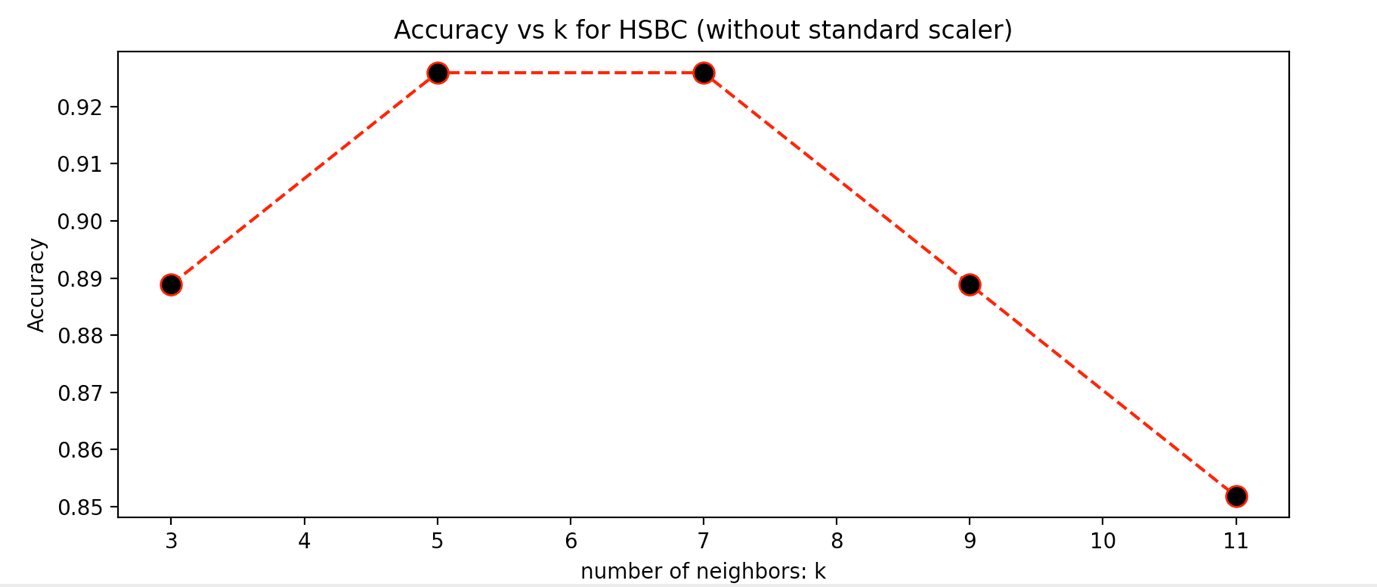 Accuracy vs k for HSBC (without standard scaler)
0.92
0.91
0.90
0.89
0.88
0.87
0.86
0.85
Accuracy
3 4 5 6 7 8 9 10 11
number of neighbors: k